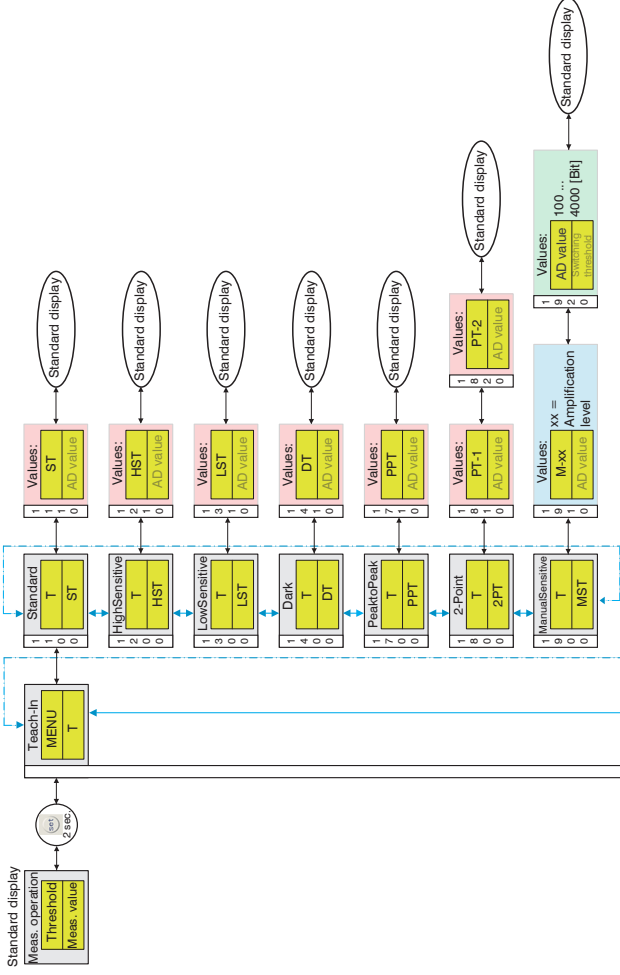 Standard display
Meas. operation
Threshold
Meas. value
set
2 sec.
Teach-In
MENU
T
1
1
0
0
Standard
T
ST
1
1
1
0
Values:
ST
AD value
Standard display
1
2
0
0
HighSensitive
T
HST
1
2
1
0
Values:
HST
AD value
Standard display
1
3
0
0
LowSensitive
T
LST
1
3
1
0
Values:
LST
AD value
Standard display
1
4
0
0
Dark
T
DT
1
4
1
0
Values:
DT
AD value
Standard display
1
7
0
0
PeaktoPeak
T
PPT
1
7
1
0
Values:
PPT
AD value
Standard display
1
8
0
0
2-Point
T
2PT
1
8
1
0
Values:
PT-1
AD value
1
8
2
0
Values:
PT-2
AD value
Standard display
1
9
0
0
ManualSensitive
T
MST
1
9
1
0
Values:
M-xx
AD value
xx =
Amplification
level
1
9
2
0
Values:
AD value
Switching
threshold
100 ...
4000 [Bit]
Standard display